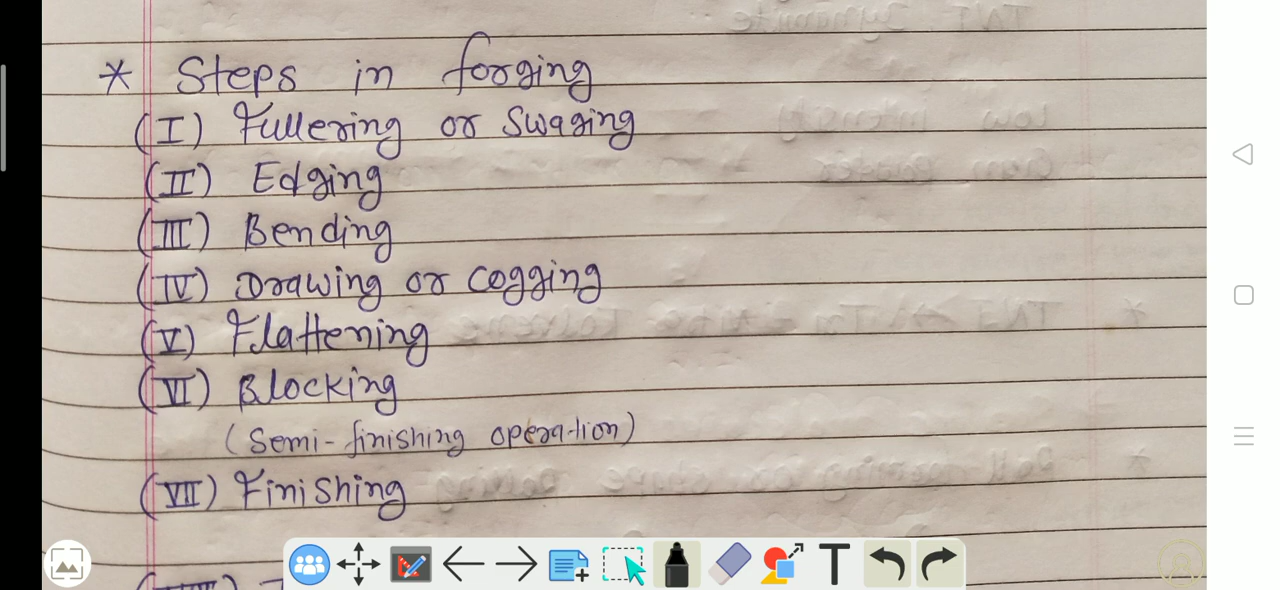 * Steps in forging
(I) Fullering or Swaging
(II) Edging
(III) Bending
(IV) Drawing or Cogging
(V) Flattening
(VI) Blocking
(Semi-finishing operation)
(VII) Finishing
T